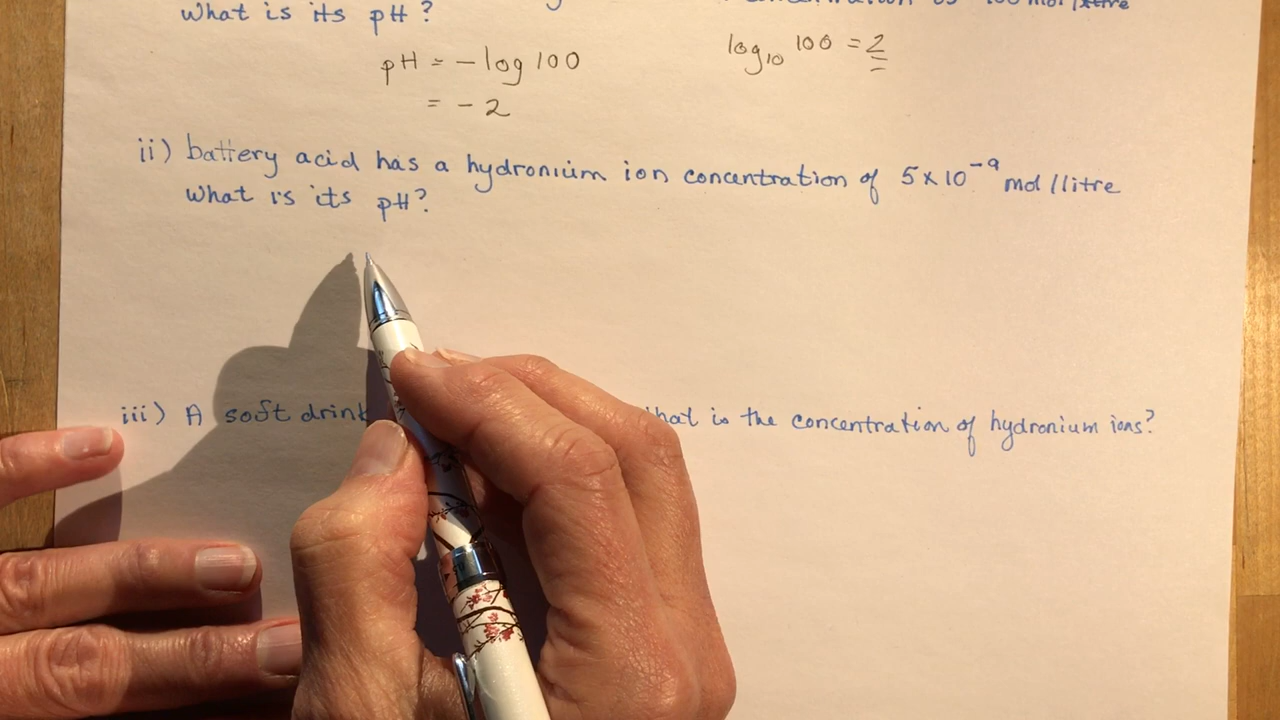 What is its pH?
pH = - log 100
= - 2
log10 100 = 2
ii) battery acid has a hydronium ion concentration of 5 x 10^-9 mol / litre
What is its pH?
iii) A soft drink hat is the concentration of hydronium ions?